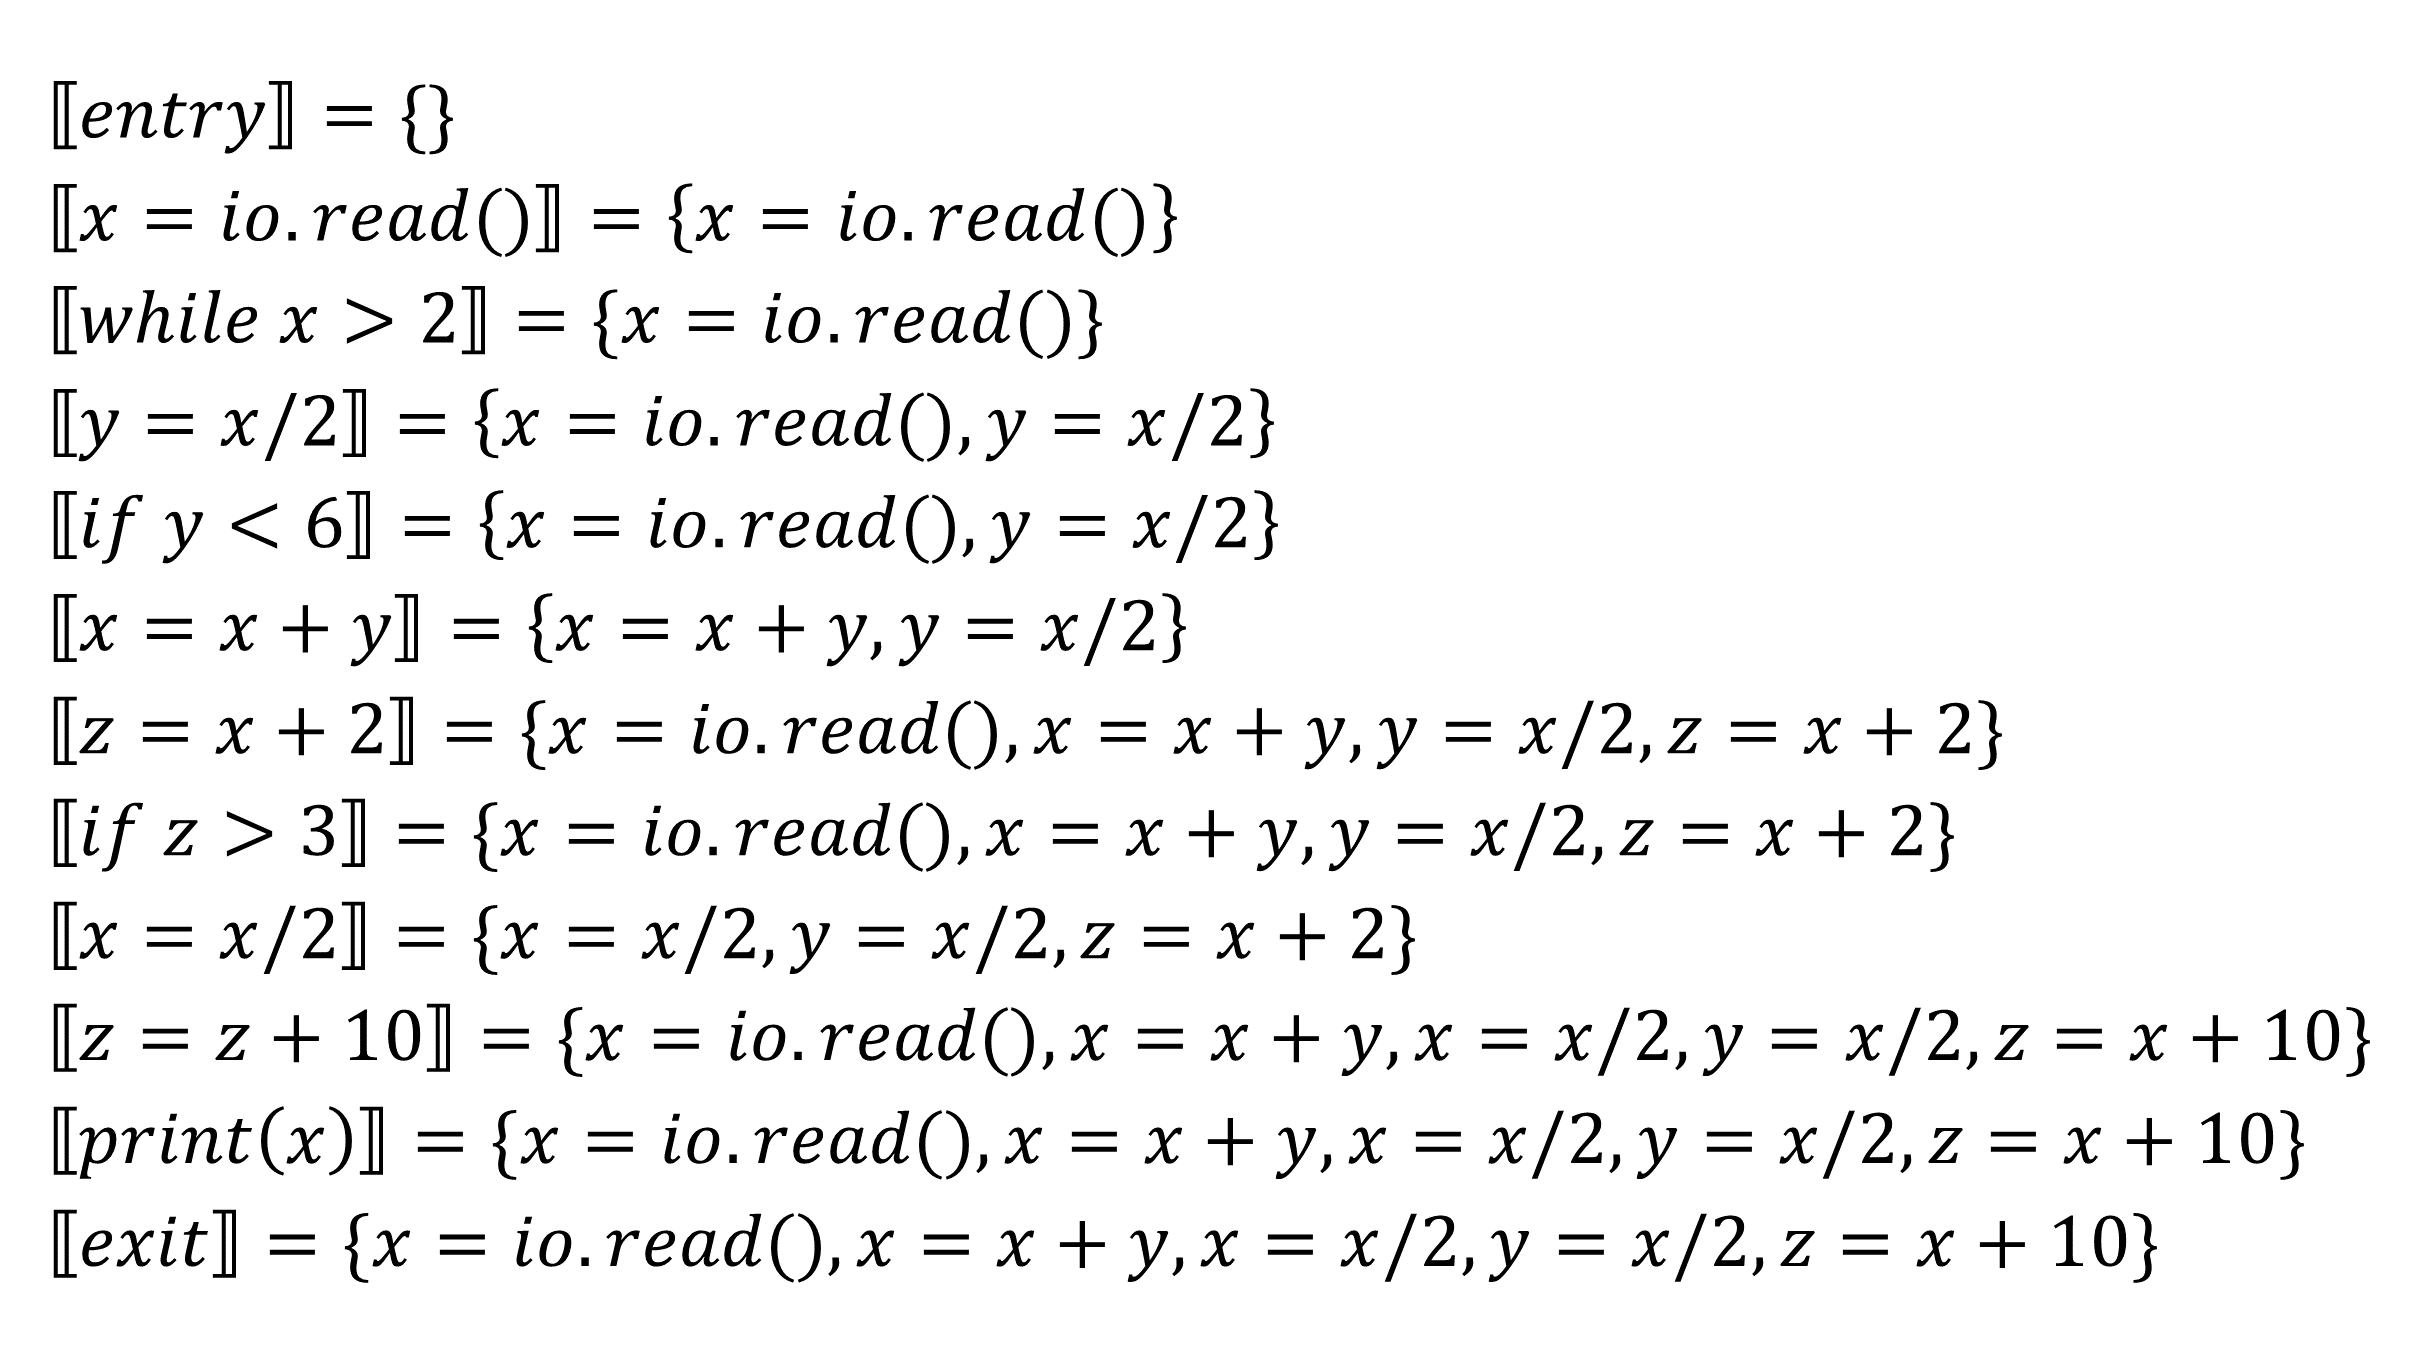 ⟦entry⟧ = {}
⟦x = io.read()⟧ = {x = io.read()}
⟦while x > 2⟧ = {x = io.read()}
⟦y = x/2⟧ = {x = io.read(), y = x/2}
⟦if y < 6⟧ = {x = io.read(), y = x/2}
⟦x = x + y⟧ = {x = x + y, y = x/2}
⟦z = x + 2⟧ = {x = io.read(), x = x + y, y = x/2, z = x + 2}
⟦if z > 3⟧ = {x = io.read(), x = x + y, y = x/2, z = x + 2}
⟦x = x/2⟧ = {x = x/2, y = x/2, z = x + 2}
⟦z = z + 10⟧ = {x = io.read(), x = x + y, x = x/2, y = x/2, z = x + 10}
⟦print(x)⟧ = {x = io.read(), x = x + y, x = x/2, y = x/2, z = x + 10}
⟦exit⟧ = {x = io.read(), x = x + y, x = x/2, y = x/2, z = x + 10}